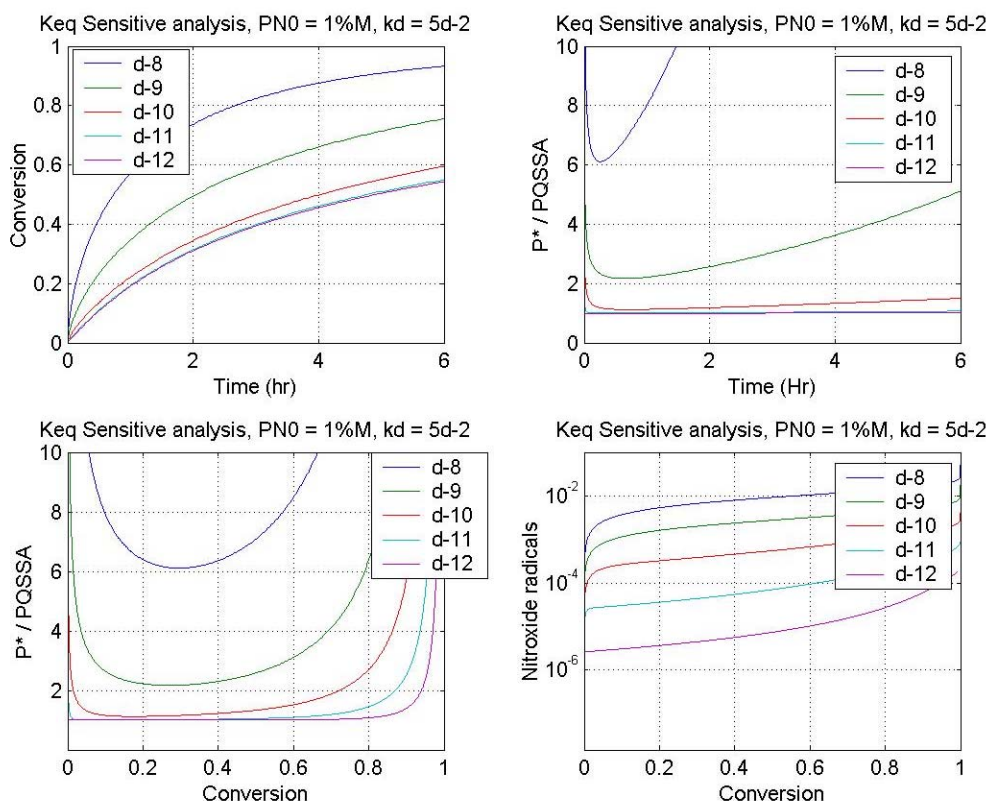 Keq Sensitive analysis, PN0 = 1%M, kd = 5d-2
1
0.8
0.6
0.4
0.2
0
Conversion
d-8
d-9
d-10
d-11
d-12
0 2 4 6
Time (hr)
Keq Sensitive analysis, PN0 = 1%M, kd = 5d-2
10
8
6
4
2
0
P* / PQSSA
d-8
d-9
d-10
d-11
d-12
0 2 4 6
Time (Hr)
Keq Sensitive analysis, PN0 = 1%M, kd = 5d-2
10
8
6
4
2
P* / PQSSA
d-8
d-9
d-10
d-11
d-12
0 0.2 0.4 0.6 0.8 1
Conversion
Keq Sensitive analysis, PN0 = 1%M, kd = 5d-2
10-2
10-4
10-6
Nitroxide radicals
d-8
d-9
d-10
d-11
d-12
0 0.2 0.4 0.6 0.8 1
Conversion